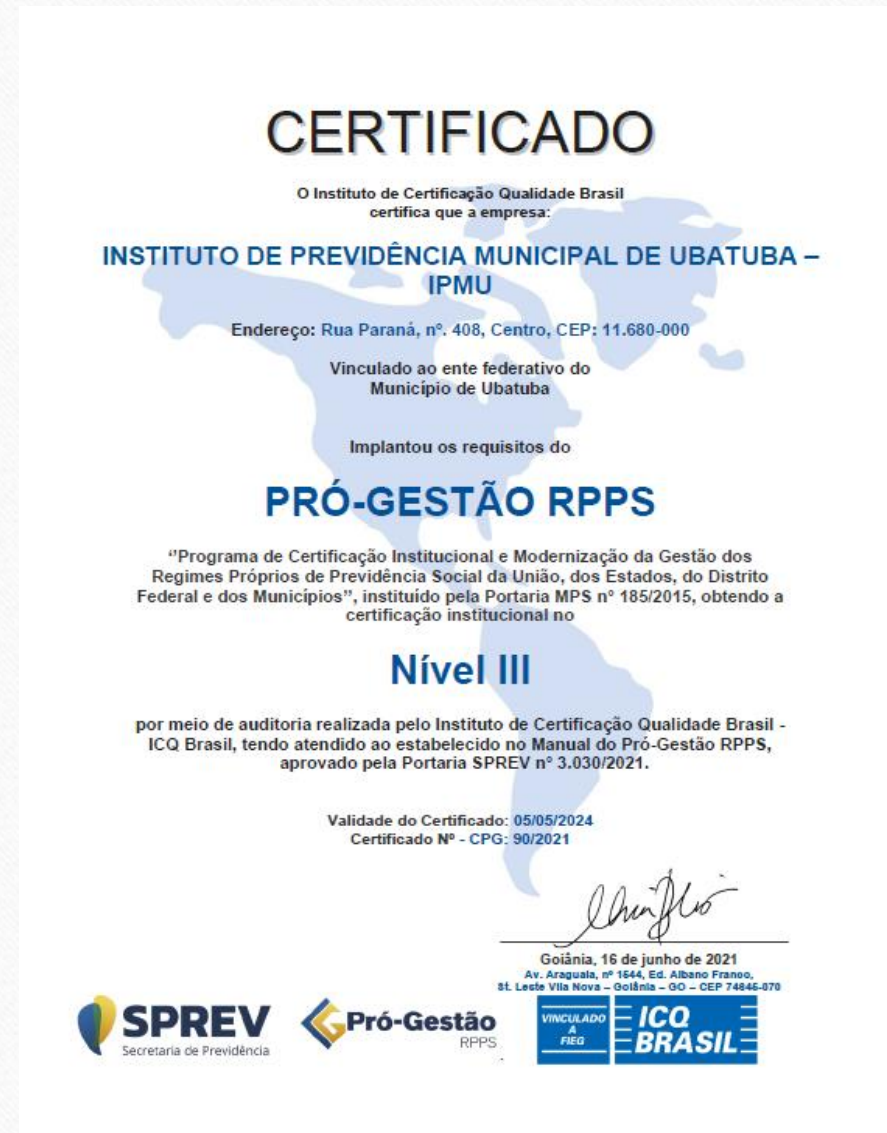 CERTIFICADO
O Instituto de Certificação Qualidade Brasil
certifica que a empresa:
INSTITUTO DE PREVIDÊNCIA MUNICIPAL DE UBATUBA –
IPMU
Endereço: Rua Paraná, nº. 408, Centro, CEP: 11.680-000
Vinculado ao ente federativo do
Município de Ubatuba
Implantou os requisitos do
PRÓ-GESTÃO RPPS
‘’Programa de Certificação Institucional e Modernização da Gestão dos
Regimes Próprios de Previdência Social da União, dos Estados, do Distrito
Federal e dos Municípios”, instituído pela Portaria MPS nº 185/2015, obtendo a
certificação institucional no
Nível III
por meio de auditoria realizada pelo Instituto de Certificação Qualidade Brasil -
ICQ Brasil, tendo atendido ao estabelecido no Manual do Pró-Gestão RPPS,
aprovado pela Portaria SPREV n° 3.030/2021.
Validade do Certificado: 05/05/2024
Certificado Nº - CPG: 90/2021
Goiânia, 16 de junho de 2021
Av. Araguaia, nº 1544, Ed. Albano Franco,
St. Leste Vila Nova – Goiânia – GO – CEP 74645-070
SPREV
Secretaria de Previdência
Pró-Gestão
RPPS
VINCULADO
A
FIEG
ICQ
BRASIL